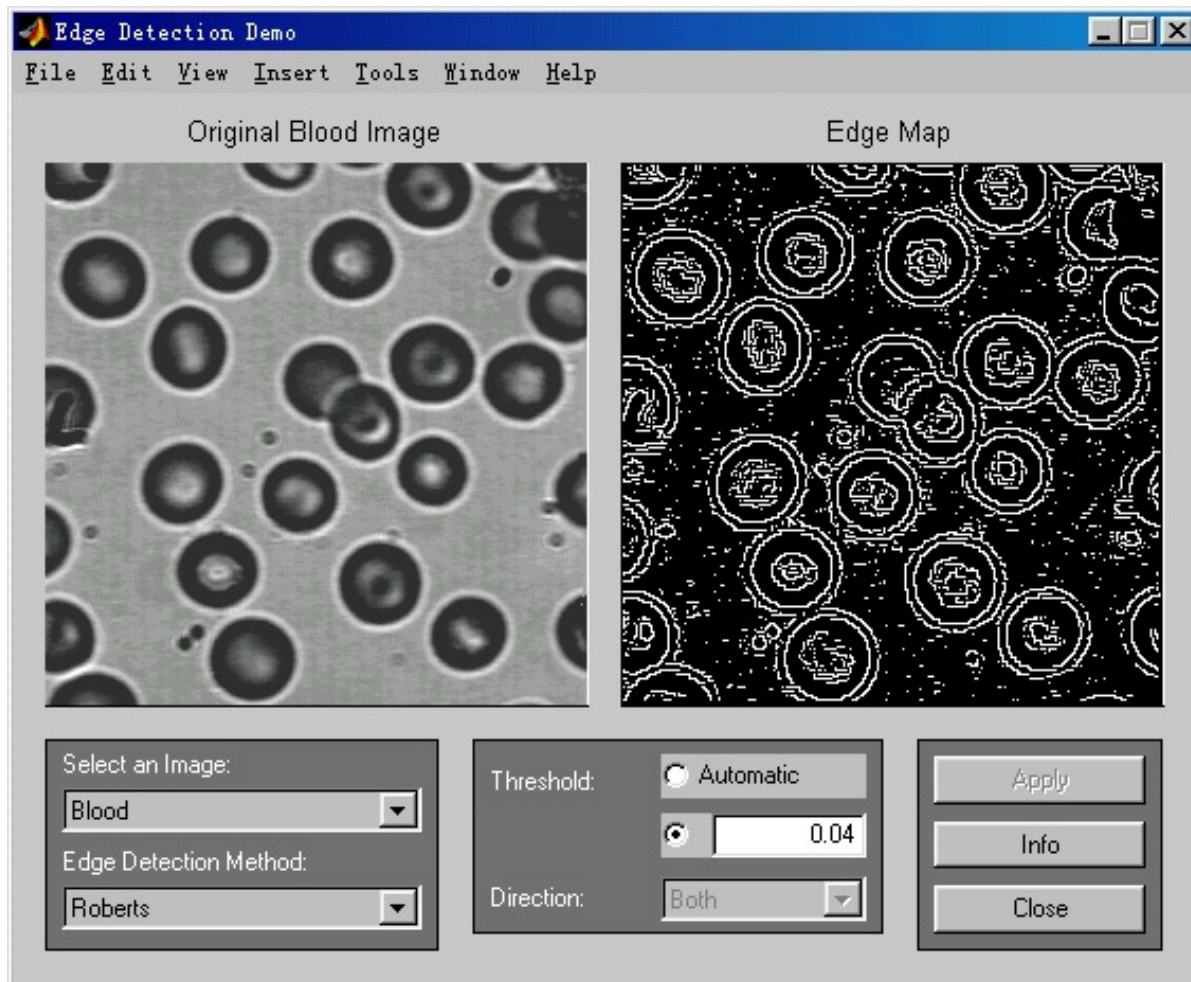 Edge Detection Demo
File Edit View Insert Tools Window Help
Original Blood Image
Edge Map
Select an Image:
Blood
Edge Detection Method:
Roberts
Threshold:
Automatic
0.04
Direction:
Both
Apply
Info
Close